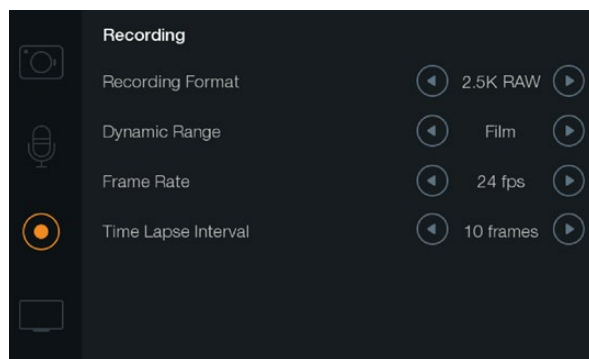 Recording
Recording Format 2.5K RAW
Dynamic Range Film
Frame Rate 24 fps
Time Lapse Interval 10 frames